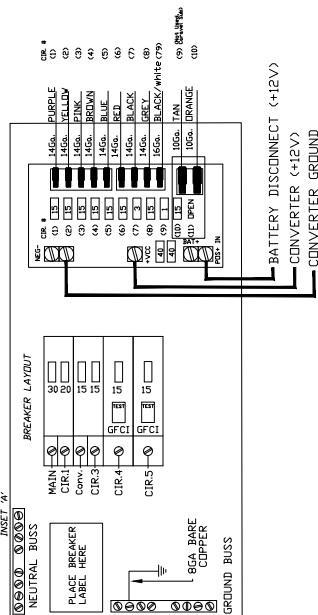 INSET 'A'
NEUTRAL BUSS
PLACE BREAKER
LABEL HERE
GROUND BUSS
8GA BARE
COPPER
BREAKER LAYOUT
MAIN
CIR.1
Conv.
CIR.3
CIR.4
CIR.5
30
20
15
15
15
TEST
GFCI
15
TEST
GFCI
NEG-
+VCC
BAT+
POS+ IN
CIR. #
(1) 15 14Ga. PURPLE (1)
(2) 15 14Ga. YELLOW (2)
(3) 15 14Ga. PINK (3)
(4) 15 14Ga. BROWN (4)
(5) 15 14Ga. BLUE (5)
(6) 15 14Ga. RED (6)
(7) 3 14Ga. BLACK (7)
(8) 15 14Ga. GREY (8)
(9) 1 16Ga. BLACK/white(79)
(10) 15 10Ga. TAN (9)
(11) OPEN 10Ga. ORANGE (10)
40
40
CIR. #
BATTERY DISCONNECT (+12V)
CONVERTER (+12V)
CONVERTER GROUND